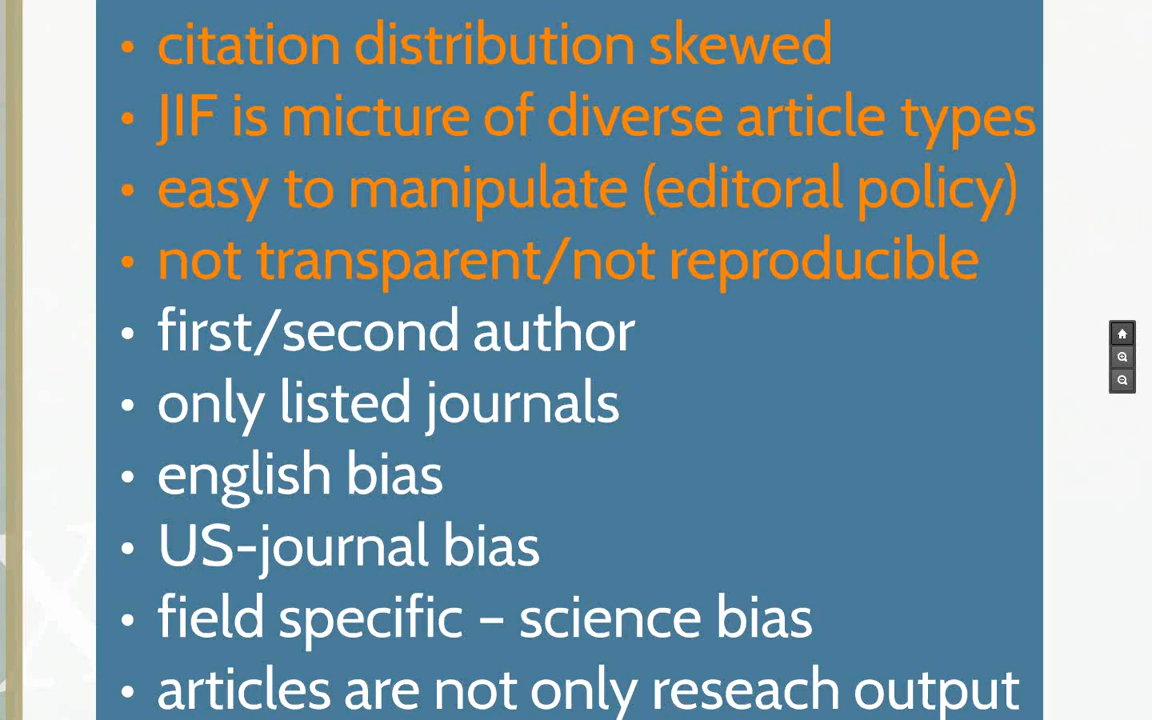 • citation distribution skewed
• JIF is micture of diverse article types
• easy to manipulate (editoral policy)
• not transparent/not reproducible
• first/second author
• only listed journals
• english bias
• US-journal bias
• field specific – science bias
• articles are not only reseach output